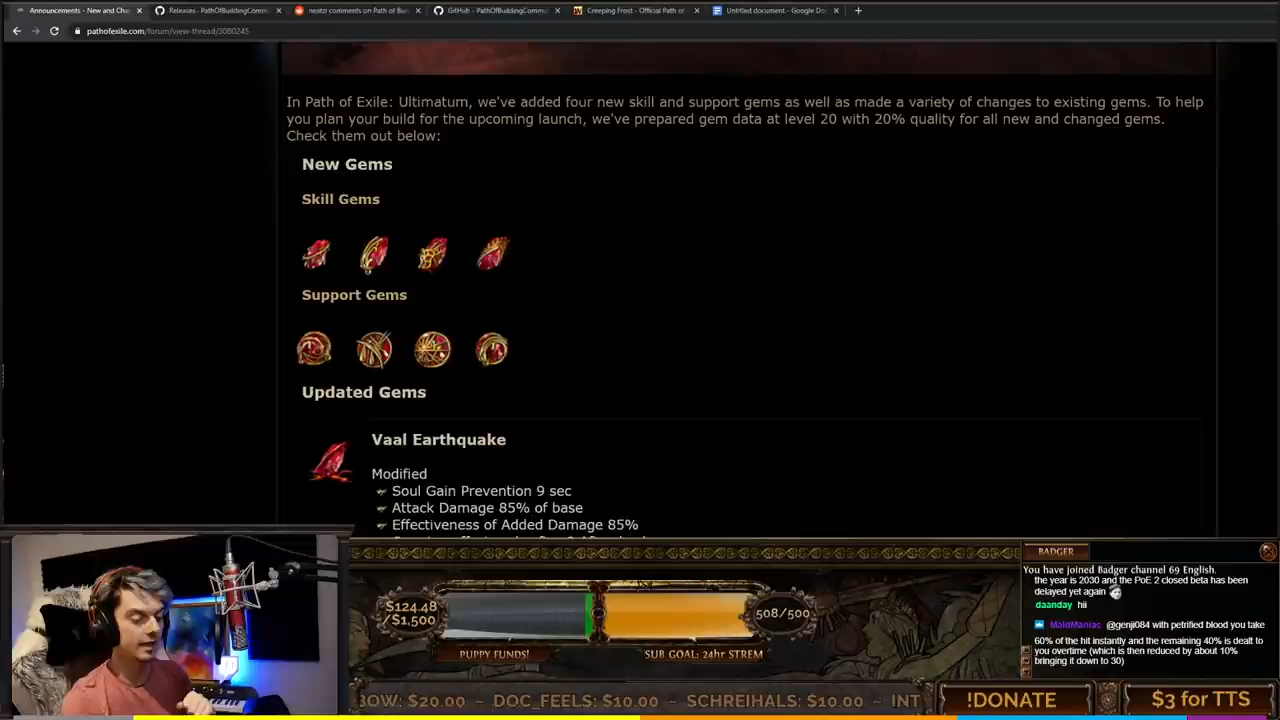 Announcements - New and Cha
Releases · PathOfBuildingCommu
neatzi comments on Path of Bu
GitHub - PathOfBuildingCommu
Creeping Frost - Official Path of
Untitled document - Google Do
pathofexile.com/forum/view-thread/3080245
In Path of Exile: Ultimatum, we've added four new skill and support gems as well as made a variety of changes to existing gems. To help
you plan your build for the upcoming launch, we've prepared gem data at level 20 with 20% quality for all new and changed gems.
Check them out below:
New Gems
Skill Gems
Support Gems
Updated Gems
Vaal Earthquake
Modified
Soul Gain Prevention 9 sec
Attack Damage 85% of base
Effectiveness of Added Damage 85%
BADGER
You have joined Badger channel 69 English.
the year is 2030 and the PoE 2 closed beta has been
delayed yet again
daanday hii
MaldManiac @genji084 with petrified blood you take
60% of the hit instantly and the remaining 40% is dealt to
you overtime (which is then reduced by about 10%
bringing it down to 30)
$124.48
/$1,500
508/500
PUPPY FUNDS!
SUB GOAL: 24hr STREM
BOW: $20.00 ~ DOC_FEELS: $10.00 ~ SCHREIHALS: $10.00 ~ INT
!DONATE
$3 for TTS